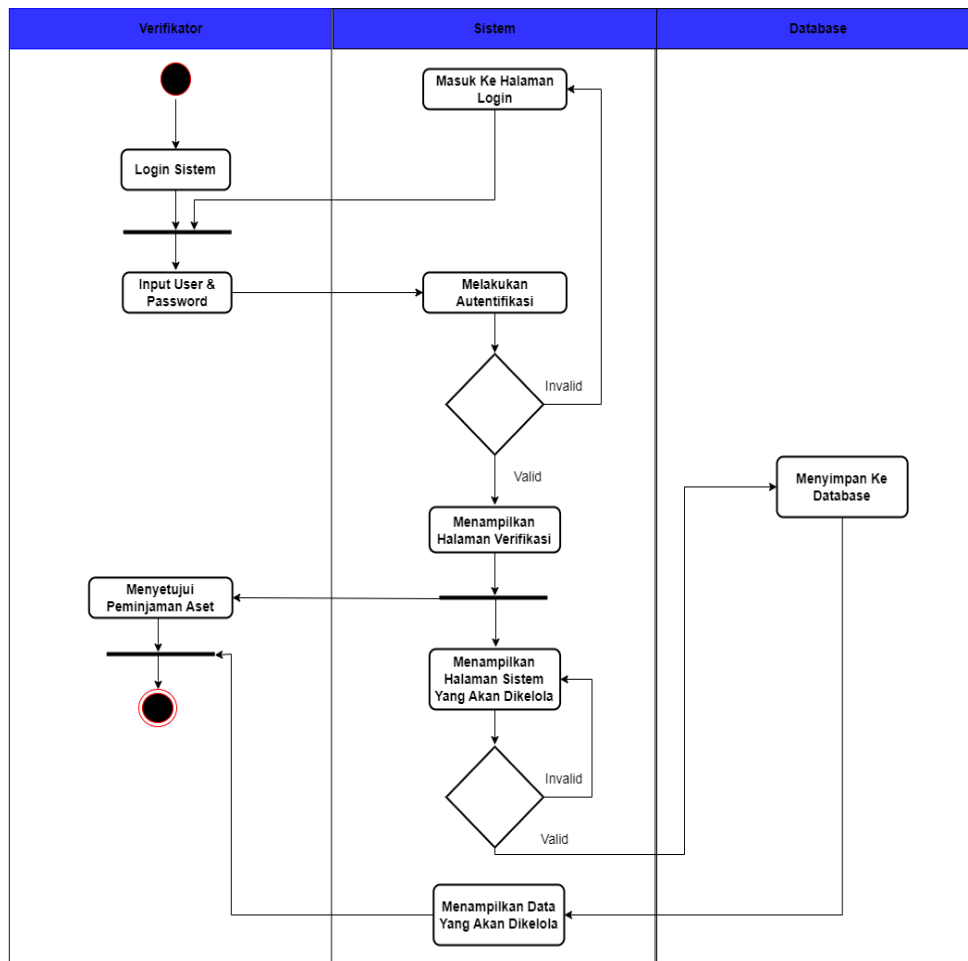 Verifikator
Sistem
Database
Masuk Ke Halaman
Login
Login Sistem
Input User &
Password
Melakukan
Autentifikasi
Invalid
Valid
Menyimpan Ke
Database
Menampilkan
Halaman Verifikasi
Menyetujui
Peminjaman Aset
Menampilkan
Halaman Sistem
Yang Akan Dikelola
Invalid
Valid
Menampilkan Data
Yang Akan Dikelola